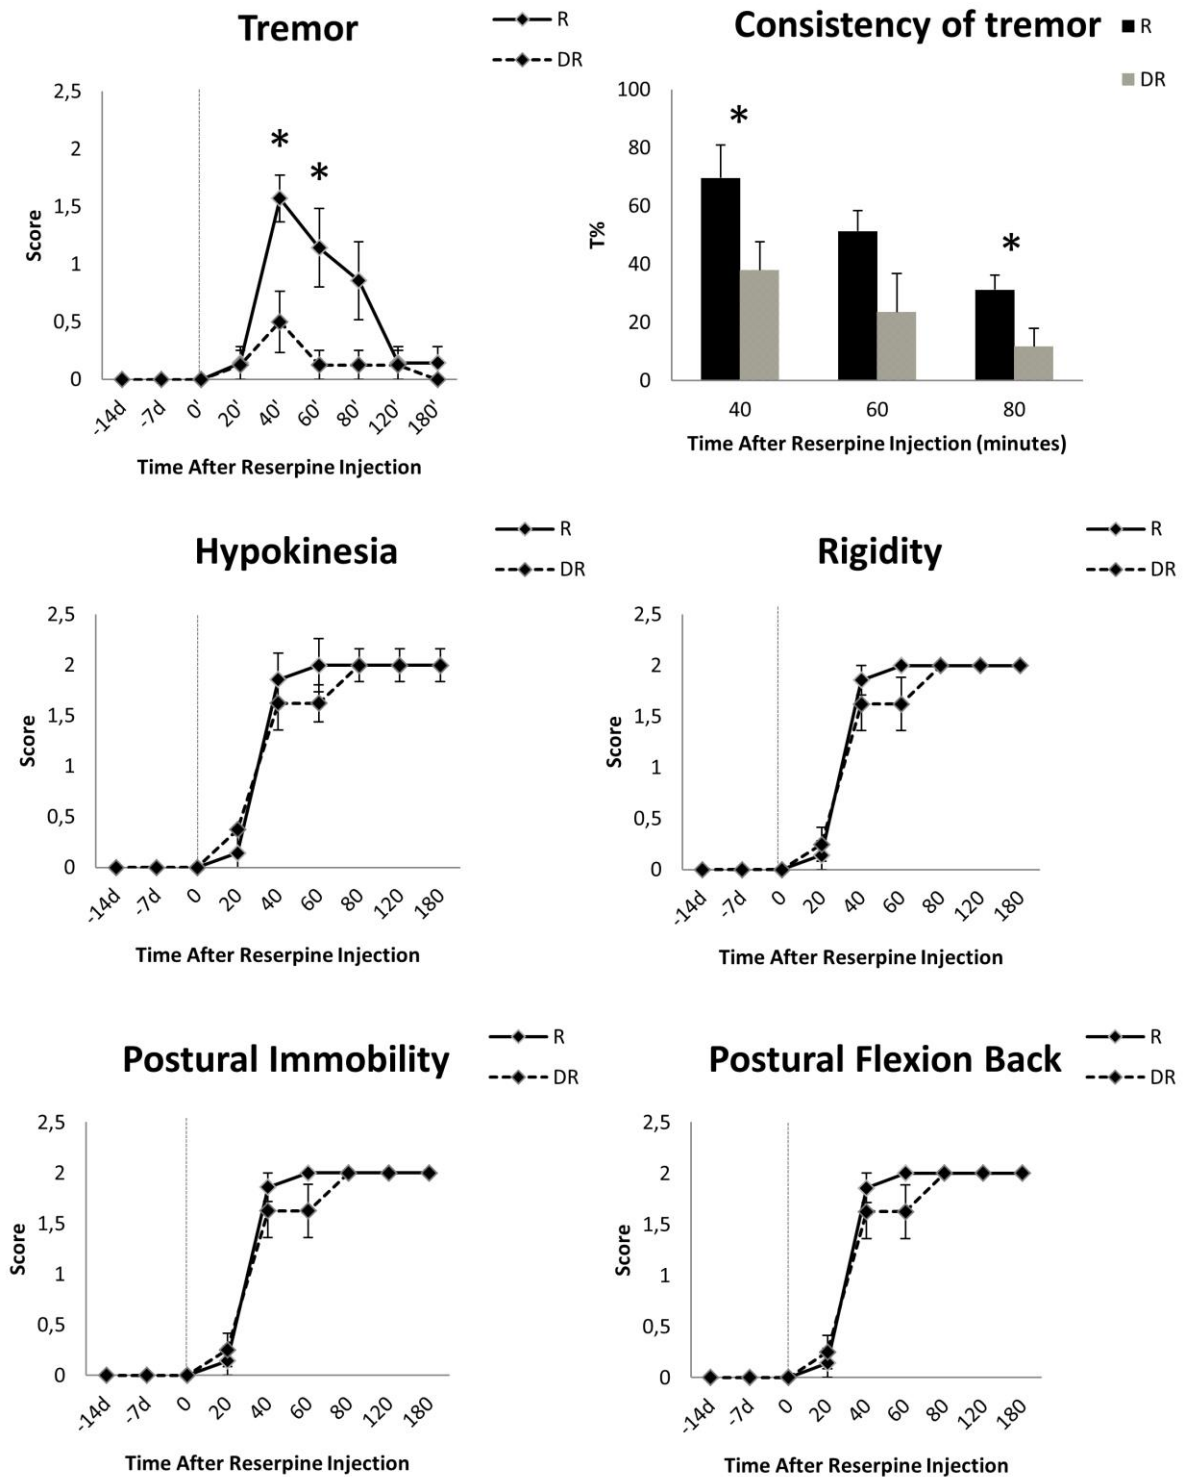 Tremor
R
DR
2,5
2
1,5
1
0,5
0
Score
*
*
-14d -7d 0' 20' 40' 60' 80' 120' 180'
Time After Reserpine Injection
Consistency of tremor
R
DR
100
80
60
40
20
0
T%
*
*
40 60 80
Time After Reserpine Injection (minutes)
Hypokinesia
R
DR
2,5
2
1,5
1
0,5
0
Score
-14d -7d 0 20 40 60 80 120 180
Time After Reserpine Injection
Rigidity
R
DR
2,5
2
1,5
1
0,5
0
Score
-14d -7d 0 20 40 60 80 120 180
Time After Reserpine Injection
Postural Immobility
R
DR
2,5
2
1,5
1
0,5
0
Score
-14d -7d 0 20 40 60 80 120 180
Time After Reserpine Injection
Postural Flexion Back
R
DR
2,5
2
1,5
1
0,5
0
Score
-14d -7d 0 20 40 60 80 120 180
Time After Reserpine Injection